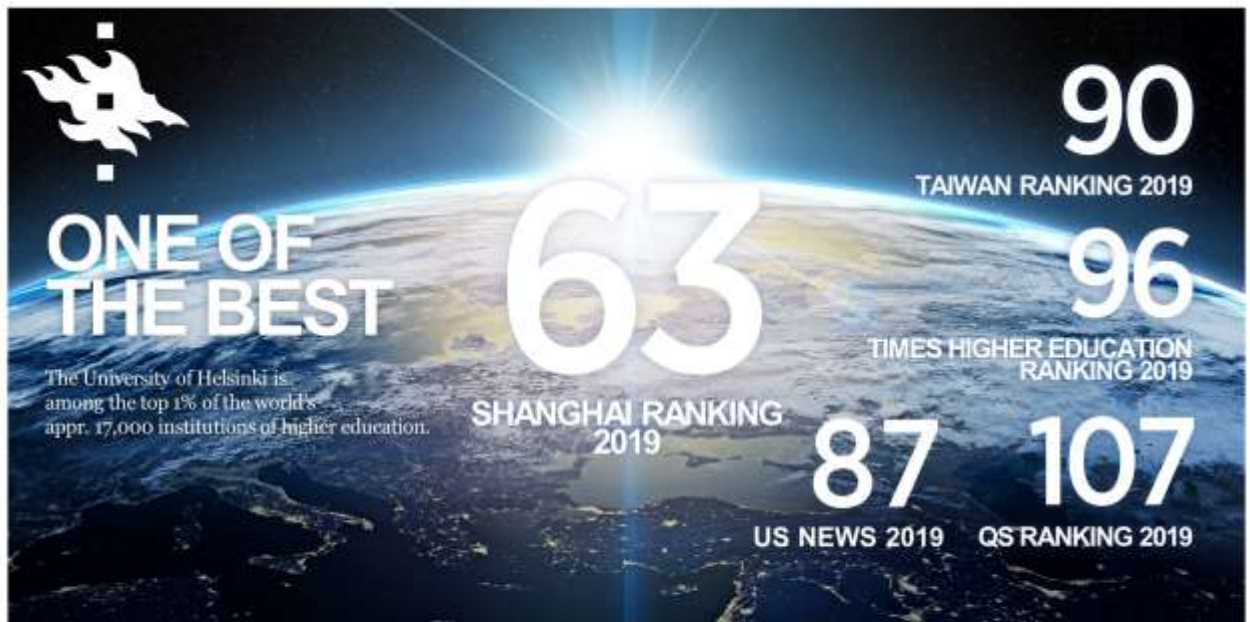 ONE OF
THE BEST
The University of Helsinki is
among the top 1% of the world's
appr. 17,000 institutions of higher education.
63
SHANGHAI RANKING
2019
90
TAIWAN RANKING 2019
96
TIMES HIGHER EDUCATION
RANKING 2019
87
US NEWS 2019
107
QS RANKING 2019